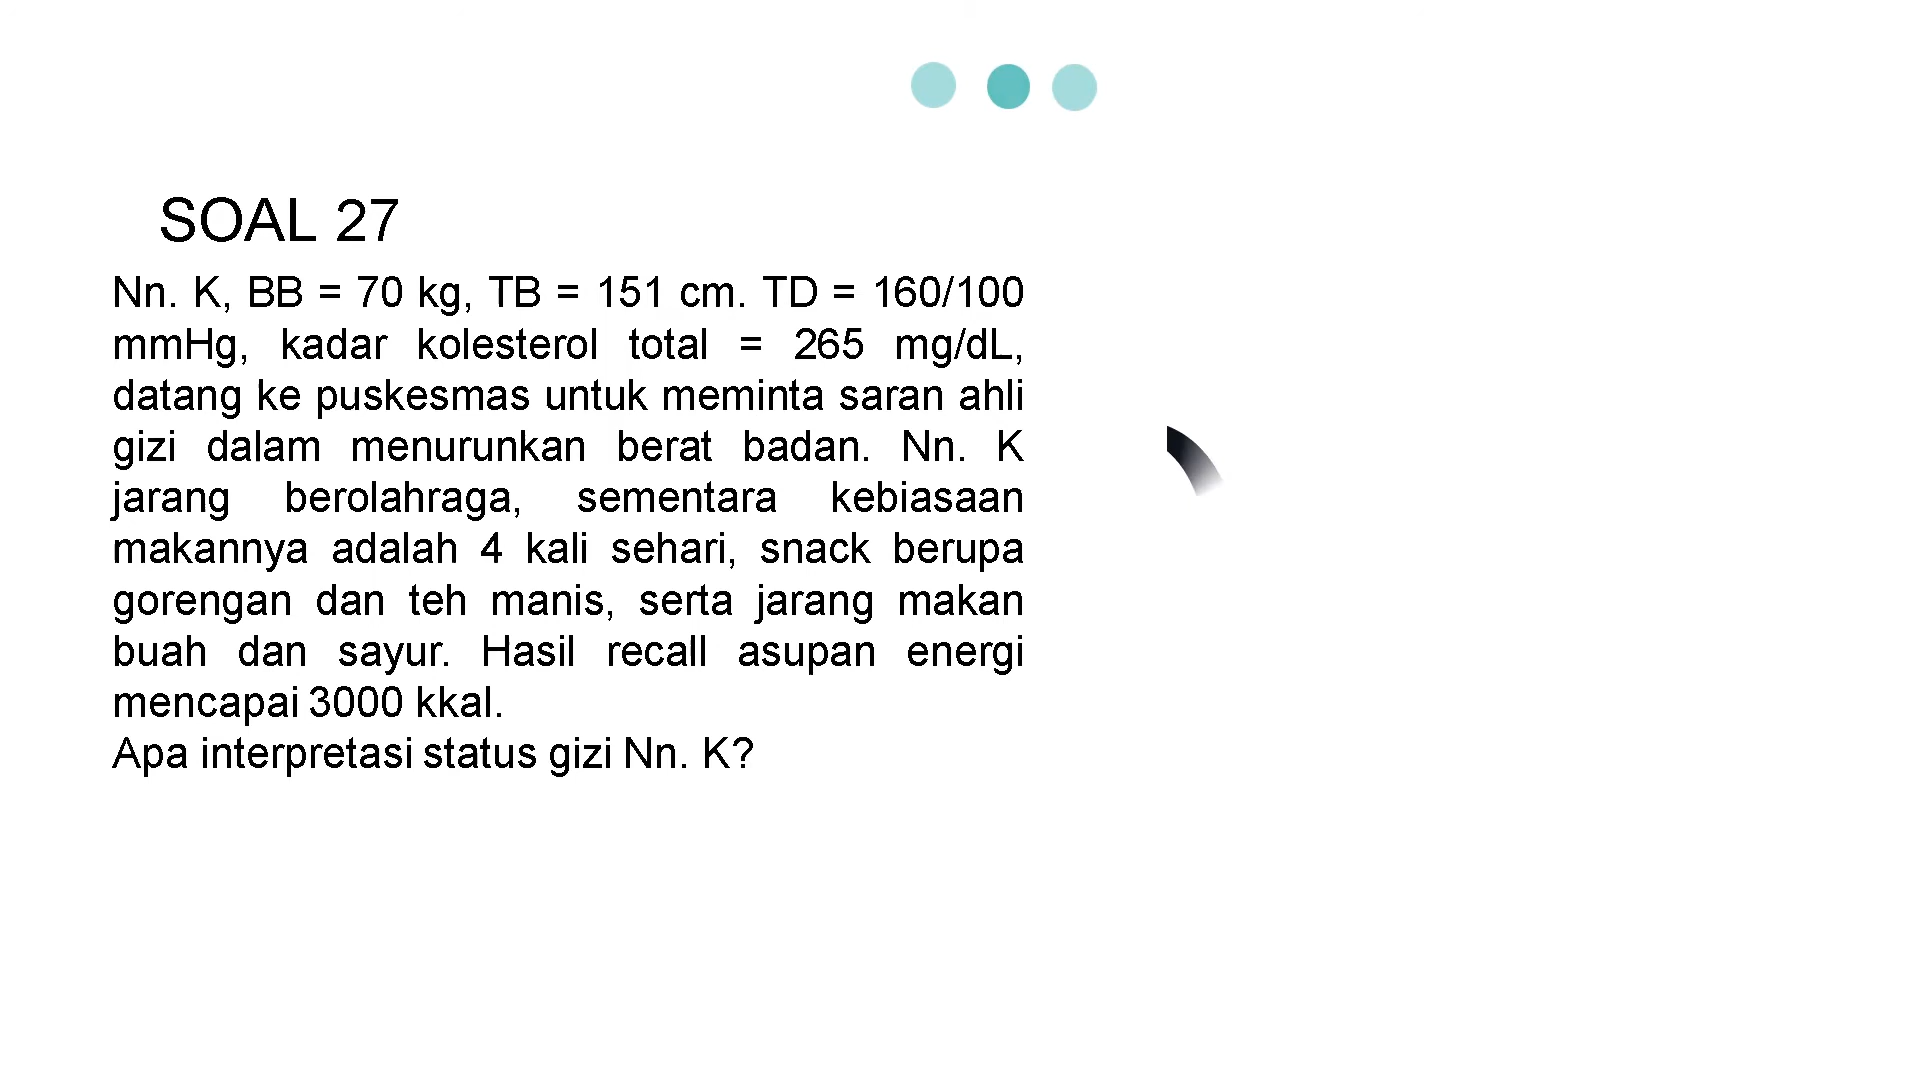 SOAL 27
Nn. K, BB = 70 kg, TB = 151 cm. TD = 160/100
mmHg, kadar kolesterol total = 265 mg/dL,
datang ke puskesmas untuk meminta saran ahli
gizi dalam menurunkan berat badan. Nn. K
jarang berolahraga, sementara kebiasaan
makannya adalah 4 kali sehari, snack berupa
gorengan dan teh manis, serta jarang makan
buah dan sayur. Hasil recall asupan energi
mencapai 3000 kkal.
Apa interpretasi status gizi Nn. K?